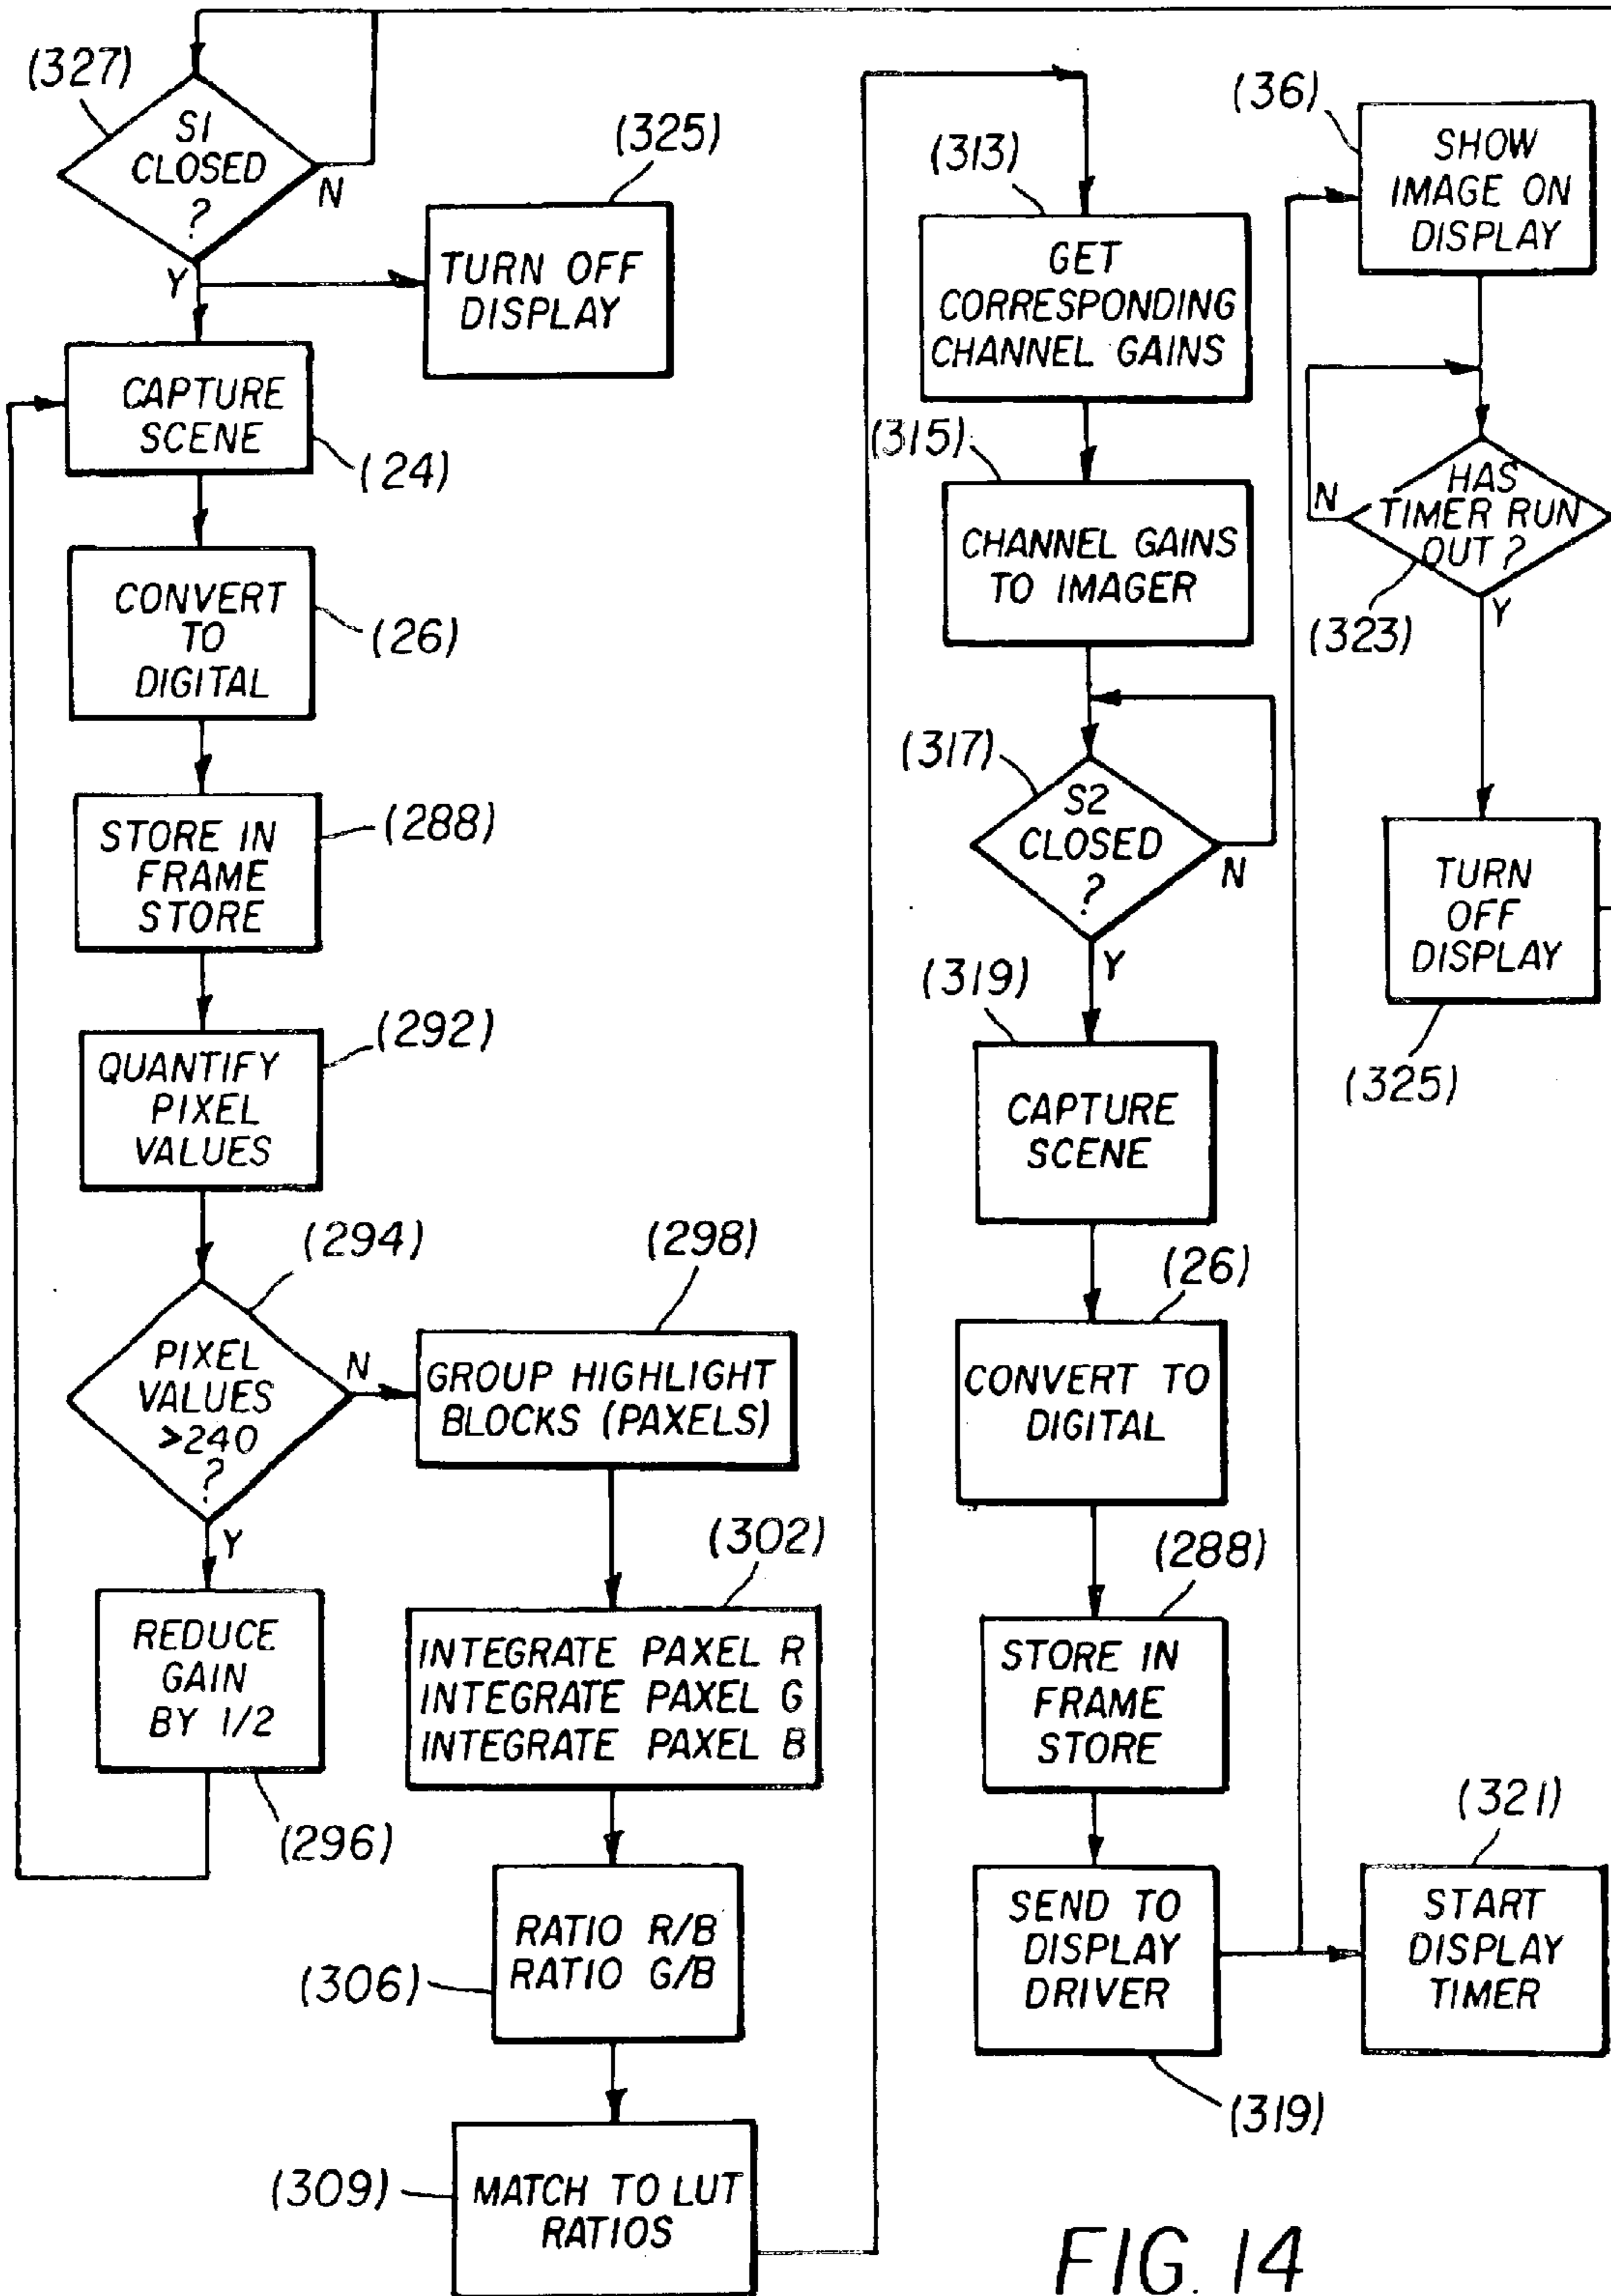 (327)
S1
CLOSED
?
N
Y
(325)
TURN OFF
DISPLAY
CAPTURE
SCENE
(24)
CONVERT
TO
DIGITAL
(26)
STORE IN
FRAME
STORE
(288)
QUANTIFY
PIXEL
VALUES
(292)
(294)
PIXEL
VALUES
>240
?
N
Y
REDUCE
GAIN
BY 1/2
(296)
(298)
GROUP HIGHLIGHT
BLOCKS (PAXELS)
(302)
INTEGRATE PAXEL R
INTEGRATE PAXEL G
INTEGRATE PAXEL B
RATIO R/B
RATIO G/B
(306)
(309)
MATCH TO LUT
RATIOS
(313)
GET
CORRESPONDING
CHANNEL GAINS
(315)
CHANNEL GAINS
TO IMAGER
(317)
S2
CLOSED
?
N
Y
(319)
CAPTURE
SCENE
(26)
CONVERT TO
DIGITAL
(288)
STORE IN
FRAME
STORE
SEND TO
DISPLAY
DRIVER
(319)
(36)
SHOW
IMAGE ON
DISPLAY
HAS
TIMER RUN
OUT ?
N
Y
(323)
TURN
OFF
DISPLAY
(325)
(321)
START
DISPLAY
TIMER
FIG. 14